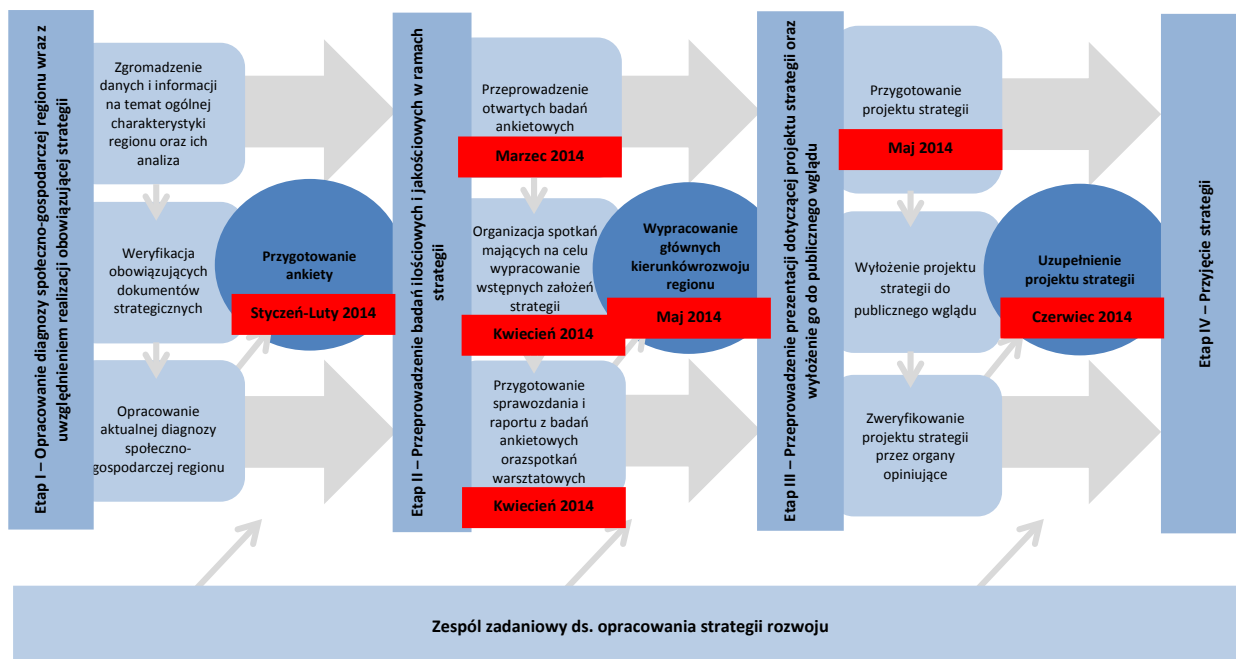 Etap I – Opracowanie diagnozy społeczno-gospodarczej regionu wraz z
uwzględnieniem realizacji obowiązującej strategii
Zgromadzenie
danych i informacji
na temat ogólnej
charakterystyki
regionu oraz ich
analiza
Weryfikacja
obowiązujących
dokumentów
strategicznych
Opracowanie
aktualnej diagnozy
społeczno-
gospodarczej regionu
Przygotowanie
ankiety
Styczeń-Luty 2014
Etap II – Przeprowadzenie badań ilościowych i jakościowych w ramach
strategii
Przeprowadzenie
otwartych badań
ankietowych
Marzec 2014
Organizacja spotkań
mających na celu
wypracowanie
wstępnych założeń
strategii
Kwiecień 2014
Przygotowanie
sprawozdania i
raportu z badań
ankietowych
orazspotkań
warsztatowych
Kwiecień 2014
Wypracowanie
głównych
kierunkówrozwoju
regionu
Maj 2014
Etap III – Przeprowadzenie prezentacji dotyczącej projektu strategii oraz
wyłożenie go do publicznego wglądu
Przygotowanie
projektu strategii
Maj 2014
Wyłożenie projektu
strategii do
publicznego wglądu
Zweryfikowanie
projektu strategii
przez organy
opiniujące
Uzupełnienie
projektu strategii
Czerwiec 2014
Etap IV – Przyjęcie strategii
Zespól zadaniowy ds. opracowania strategii rozwoju